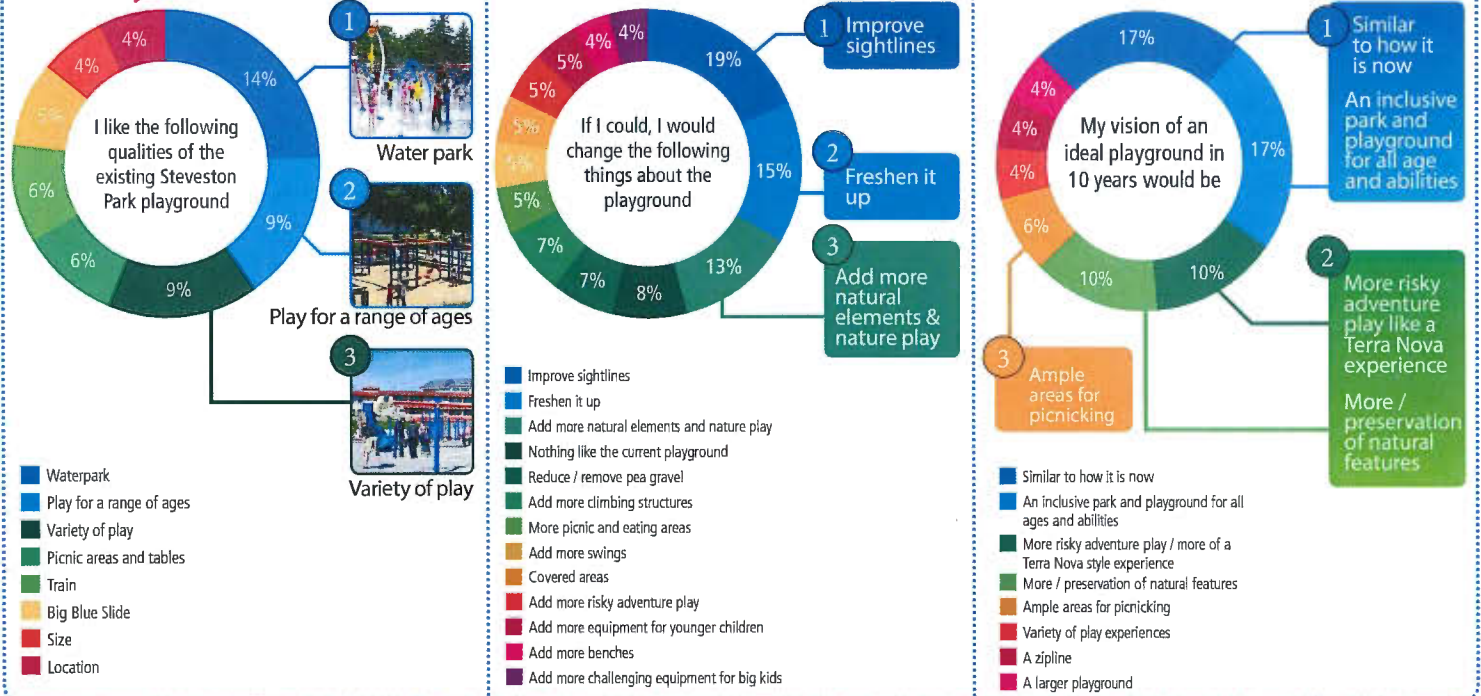 4%
14%
4%
5%
9%
6%
6%
9%
I like the following
qualities of the
existing Steveston
Park playground
1
Water park
2
Play for a range of ages
3
Variety of play
Waterpark
Play for a range of ages
Variety of play
Picnic areas and tables
Train
Big Blue Slide
Size
Location
4%
4%
19%
5%
5%
5%
5%
15%
5%
7%
7%
8%
13%
If I could, I would
change the following
things about the
playground
1
Improve
sightlines
2
Freshen it
up
3
Add more
natural
elements &
nature play
Improve sightlines
Freshen it up
Add more natural elements and nature play
Nothing like the current playground
Reduce / remove pea gravel
Add more climbing structures
More picnic and eating areas
Add more swings
Covered areas
Add more risky adventure play
Add more equipment for younger children
Add more benches
Add more challenging equipment for big kids
17%
4%
4%
17%
4%
6%
10%
10%
My vision of an
ideal playground in
10 years would be
1
Similar
to how it
is now
An inclusive
park and
playground
for all age
and abilities
2
More risky
adventure
play like a
Terra Nova
experience
More /
preservation
of natural
features
3
Ample
areas for
picnicking
Similar to how it is now
An inclusive park and playground for all
ages and abilities
More risky adventure play / more of a
Terra Nova style experience
More / preservation of natural features
Ample areas for picnicking
Variety of play experiences
A zipline
A larger playground